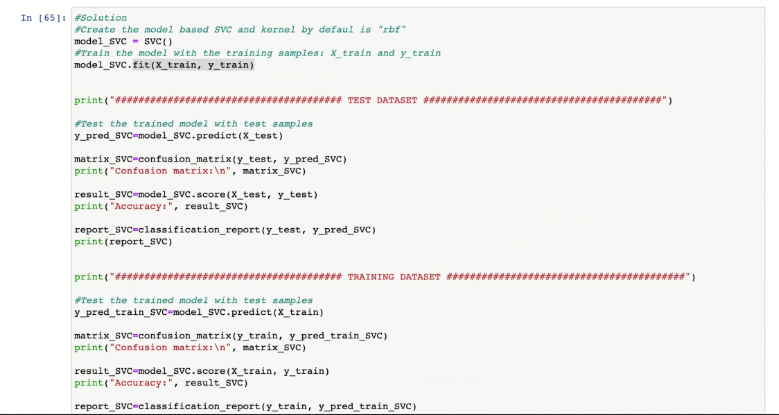 In [65]: #Solution
#Create the model based SVC and kernel by defaul is "rbf"
model_SVC = SVC()
#Train the model with the training samples: X_train and y_train
model_SVC.fit(X_train, y_train)
print("####################################### TEST DATASET #########################################")
#Test the trained model with test samples
y_pred_SVC=model_SVC.predict(X_test)
matrix_SVC=confusion_matrix(y_test, y_pred_SVC)
print("Confusion matrix:\n", matrix_SVC)
result_SVC=model_SVC.score(X_test, y_test)
print("Accuracy:", result_SVC)
report_SVC=classification_report(y_test, y_pred_SVC)
print(report_SVC)
print("####################################### TRAINING DATASET #########################################")
#Test the trained model with test samples
y_pred_train_SVC=model_SVC.predict(X_train)
matrix_SVC=confusion_matrix(y_train, y_pred_train_SVC)
print("Confusion matrix:\n", matrix_SVC)
result_SVC=model_SVC.score(X_train, y_train)
print("Accuracy:", result_SVC)
report_SVC=classification_report(y_train, y_pred_train_SVC)